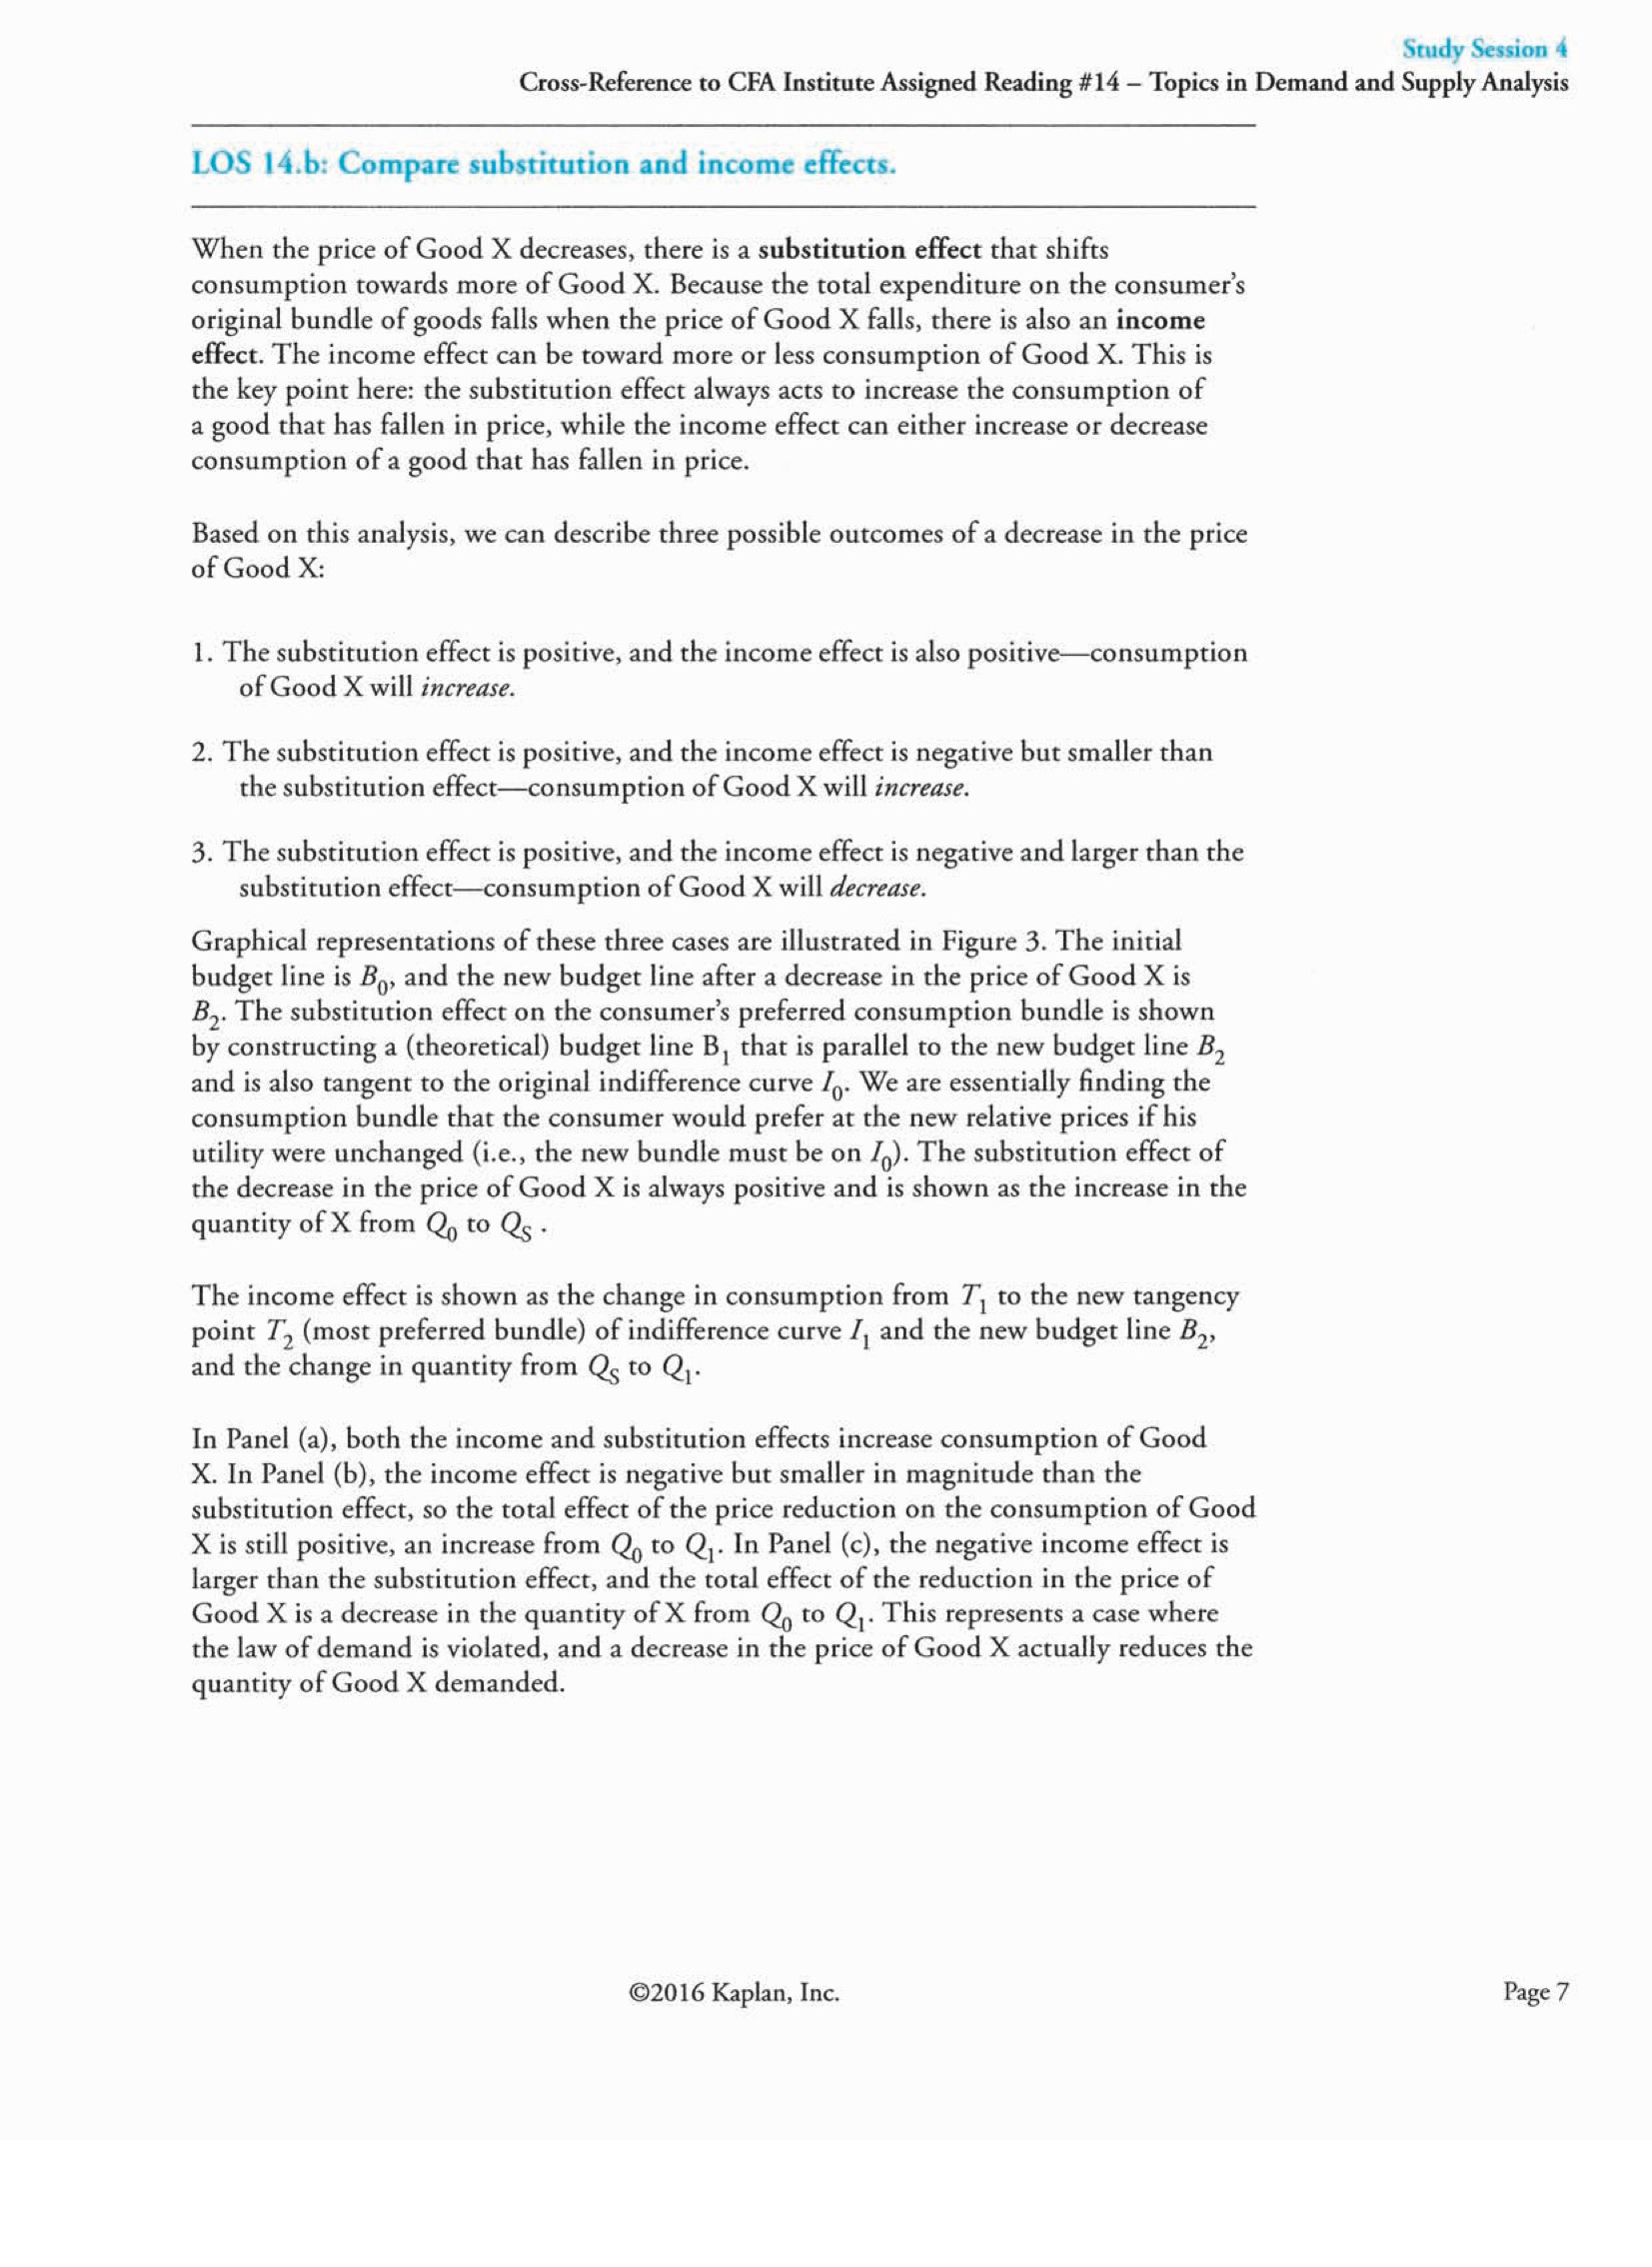 Study Session 4
Cross-Reference to CFA Institute Assigned Reading #14 – Topics in Demand and Supply Analysis
LOS 14.b: Compare substitution and income effects.
When the price of Good X decreases, there is a substitution effect that shifts
consumption towards more of Good X. Because the total expenditure on the consumer's
original bundle of goods falls when the price of Good X falls, there is also an income
effect. The income effect can be toward more or less consumption of Good X. This is
the key point here: the substitution effect always acts to increase the consumption of
a good that has fallen in price, while the income effect can either increase or decrease
consumption of a good that has fallen in price.
Based on this analysis, we can describe three possible outcomes of a decrease in the price
of Good X:
1. The substitution effect is positive, and the income effect is also positive—consumption
of Good X will increase.
2. The substitution effect is positive, and the income effect is negative but smaller than
the substitution effect—consumption of Good X will increase.
3. The substitution effect is positive, and the income effect is negative and larger than the
substitution effect—consumption of Good X will decrease.
Graphical representations of these three cases are illustrated in Figure 3. The initial
budget line is B₀, and the new budget line after a decrease in the price of Good X is
B₂. The substitution effect on the consumer's preferred consumption bundle is shown
by constructing a (theoretical) budget line B₁ that is parallel to the new budget line B₂
and is also tangent to the original indifference curve I₀. We are essentially finding the
consumption bundle that the consumer would prefer at the new relative prices if his
utility were unchanged (i.e., the new bundle must be on I₀). The substitution effect of
the decrease in the price of Good X is always positive and is shown as the increase in the
quantity of X from Q₀ to Qs .
The income effect is shown as the change in consumption from T₁ to the new tangency
point T₂ (most preferred bundle) of indifference curve I₁ and the new budget line B₂,
and the change in quantity from Qs to Q₁.
In Panel (a), both the income and substitution effects increase consumption of Good
X. In Panel (b), the income effect is negative but smaller in magnitude than the
substitution effect, so the total effect of the price reduction on the consumption of Good
X is still positive, an increase from Q₀ to Q₁. In Panel (c), the negative income effect is
larger than the substitution effect, and the total effect of the reduction in the price of
Good X is a decrease in the quantity of X from Q₀ to Q₁. This represents a case where
the law of demand is violated, and a decrease in the price of Good X actually reduces the
quantity of Good X demanded.
©2016 Kaplan, Inc.
Page 7